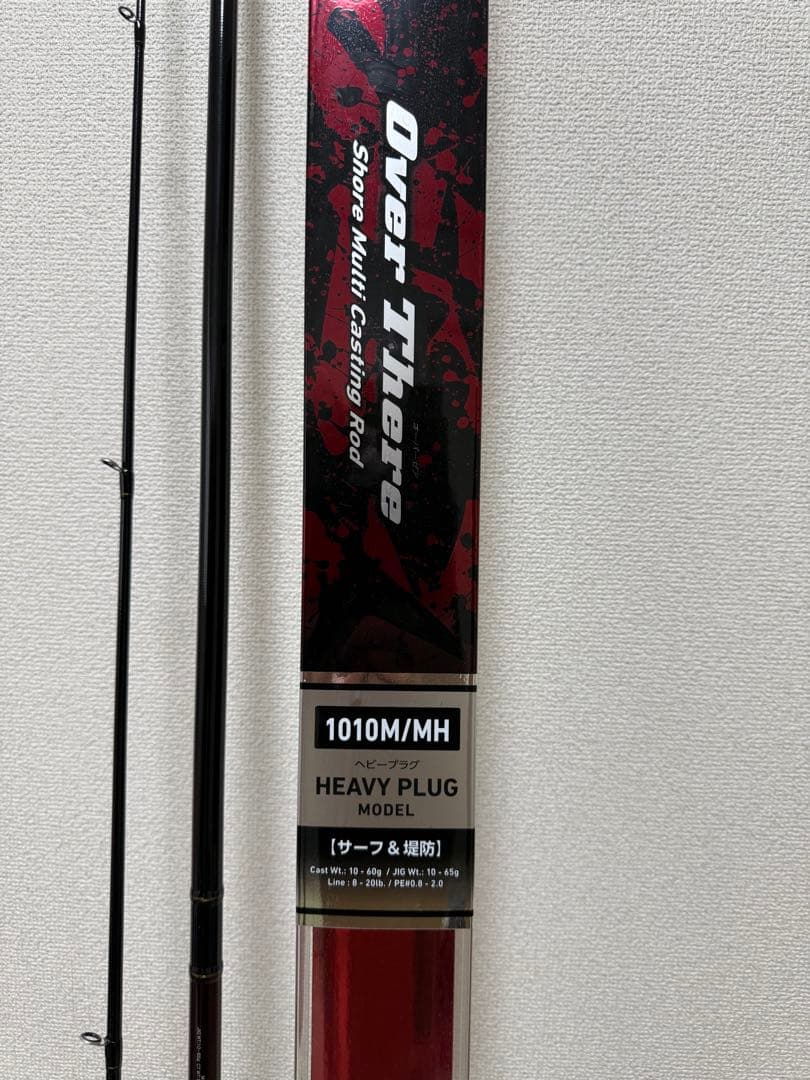 Over There
オーバーゼア
Shore Multi Casting Rod
1010M/MH
ヘビープラグ
HEAVY PLUG
MODEL
【サーフ & 堤防】
Cast Wt.: 10 - 60g / JIG Wt.: 10 - 65g
Line : 8 - 20lb. / PE#0.8 - 2.0